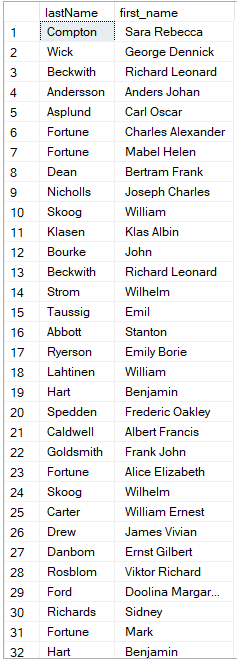 lastName first_name
1 Compton Sara Rebecca
2 Wick George Dennick
3 Beckwith Richard Leonard
4 Andersson Anders Johan
5 Asplund Carl Oscar
6 Fortune Charles Alexander
7 Fortune Mabel Helen
8 Dean Bertram Frank
9 Nicholls Joseph Charles
10 Skoog William
11 Klasen Klas Albin
12 Bourke John
13 Beckwith Richard Leonard
14 Strom Wilhelm
15 Taussig Emil
16 Abbott Stanton
17 Ryerson Emily Borie
18 Lahtinen William
19 Hart Benjamin
20 Spedden Frederic Oakley
21 Caldwell Albert Francis
22 Goldsmith Frank John
23 Fortune Alice Elizabeth
24 Skoog Wilhelm
25 Carter William Ernest
26 Drew James Vivian
27 Danbom Ernst Gilbert
28 Rosblom Viktor Richard
29 Ford Doolina Margar...
30 Richards Sidney
31 Fortune Mark
32 Hart Benjamin